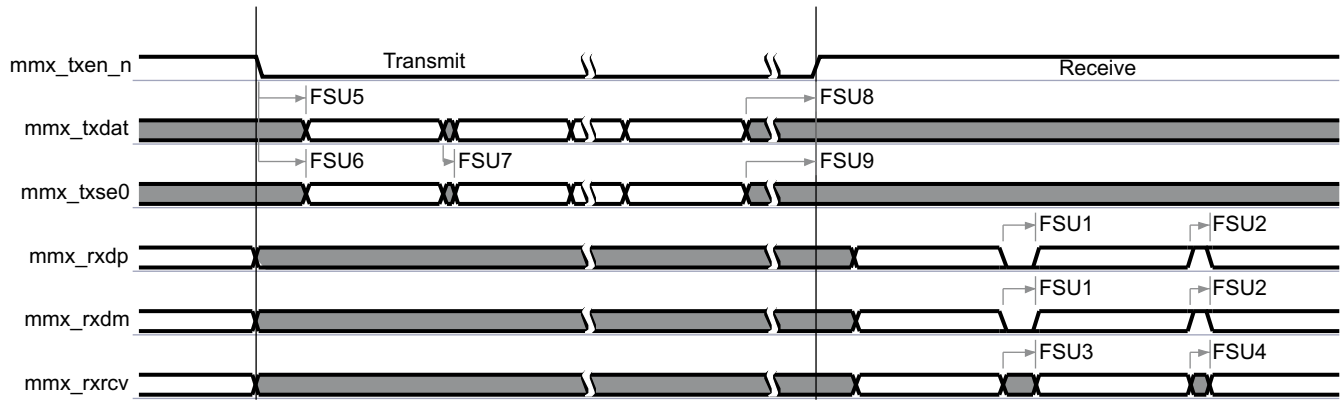 mmx_txen_n Transmit Receive
FSU5 FSU8
mmx_txdat
FSU6 FSU7 FSU9
mmx_txse0
FSU1 FSU2
mmx_rxdp
FSU1 FSU2
mmx_rxdm
FSU3 FSU4
mmx_rxrcv